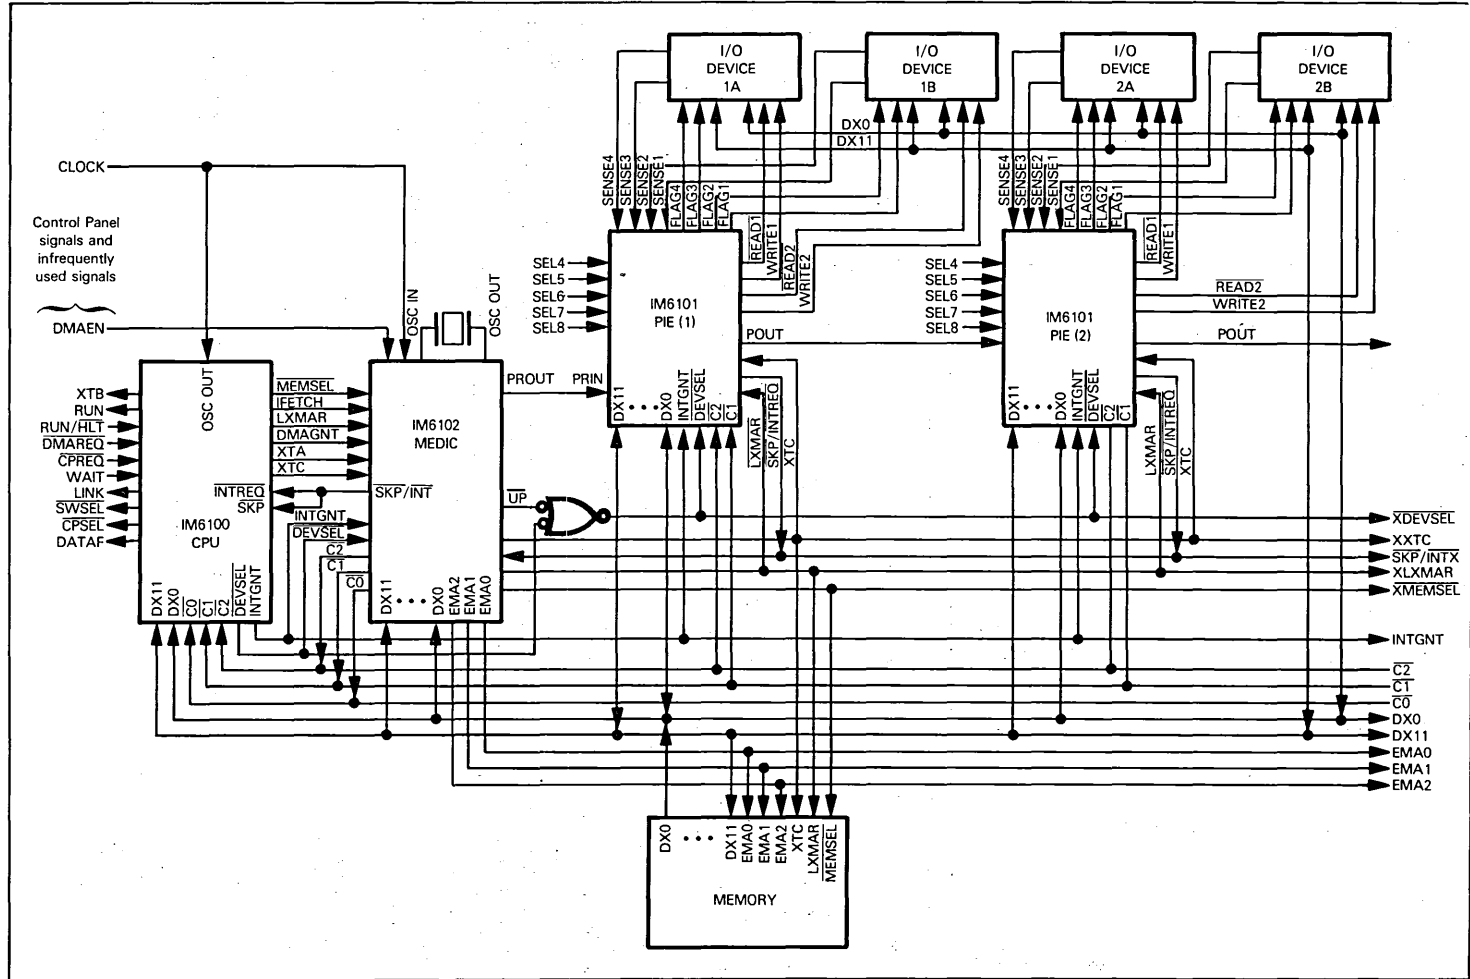 I/O
DEVICE
1A
I/O
DEVICE
1B
I/O
DEVICE
2A
I/O
DEVICE
2B
DX0
DX11
CLOCK
Control Panel
signals and
infrequently
used signals
DMAEN
OSC IN
OSC OUT
SENSE4
SENSE3
SENSE2
SENSE1
FLAG4
FLAG3
FLAG2
FLAG1
READ1
WRITE1
READ2
WRITE2
SEL4
SEL5
SEL6
SEL7
SEL8
IM6101
PIE (1)
POUT
SENSE4
SENSE3
SENSE2
SENSE1
FLAG4
FLAG3
FLAG2
FLAG1
READ1
WRITE1
READ2
WRITE2
SEL4
SEL5
SEL6
SEL7
SEL8
IM6101
PIE (2)
POUT
XTB
RUN
RUN/HLT
DMAREQ
CPREQ
WAIT
LINK
SWSEL
CPSEL
DATAF
OSC OUT
IM6100
CPU
MEMSEL
IFETCH
LXMAR
DMAGNT
XTA
XTC
INTREQ
SKP
SKP/INT
INTGNT
DEVSEL
C2
C1
C0
IM6102
MEDIC
PROUT
PRIN
UP
DX11
DX0
C0
C1
C2
DEVSEL
INTGNT
DX11 • • • DX0
EMA2
EMA1
EMA0
DX11 • • • DX0
INTGNT
DEVSEL
C2
C1
LXMAR
SKP/INTREQ
XTC
DX11 • • • DX0
INTGNT
DEVSEL
C2
C1
LXMAR
SKP/INTREQ
XTC
XDEVSEL
XXTC
SKP/INTX
XLXMAR
XMEMSEL
INTGNT
C2
C1
C0
DX0
DX11
EMA0
EMA1
EMA2
DX0 • • • DX11
EMA0
EMA1
EMA2
XTC
LXMAR
MEMSEL
MEMORY